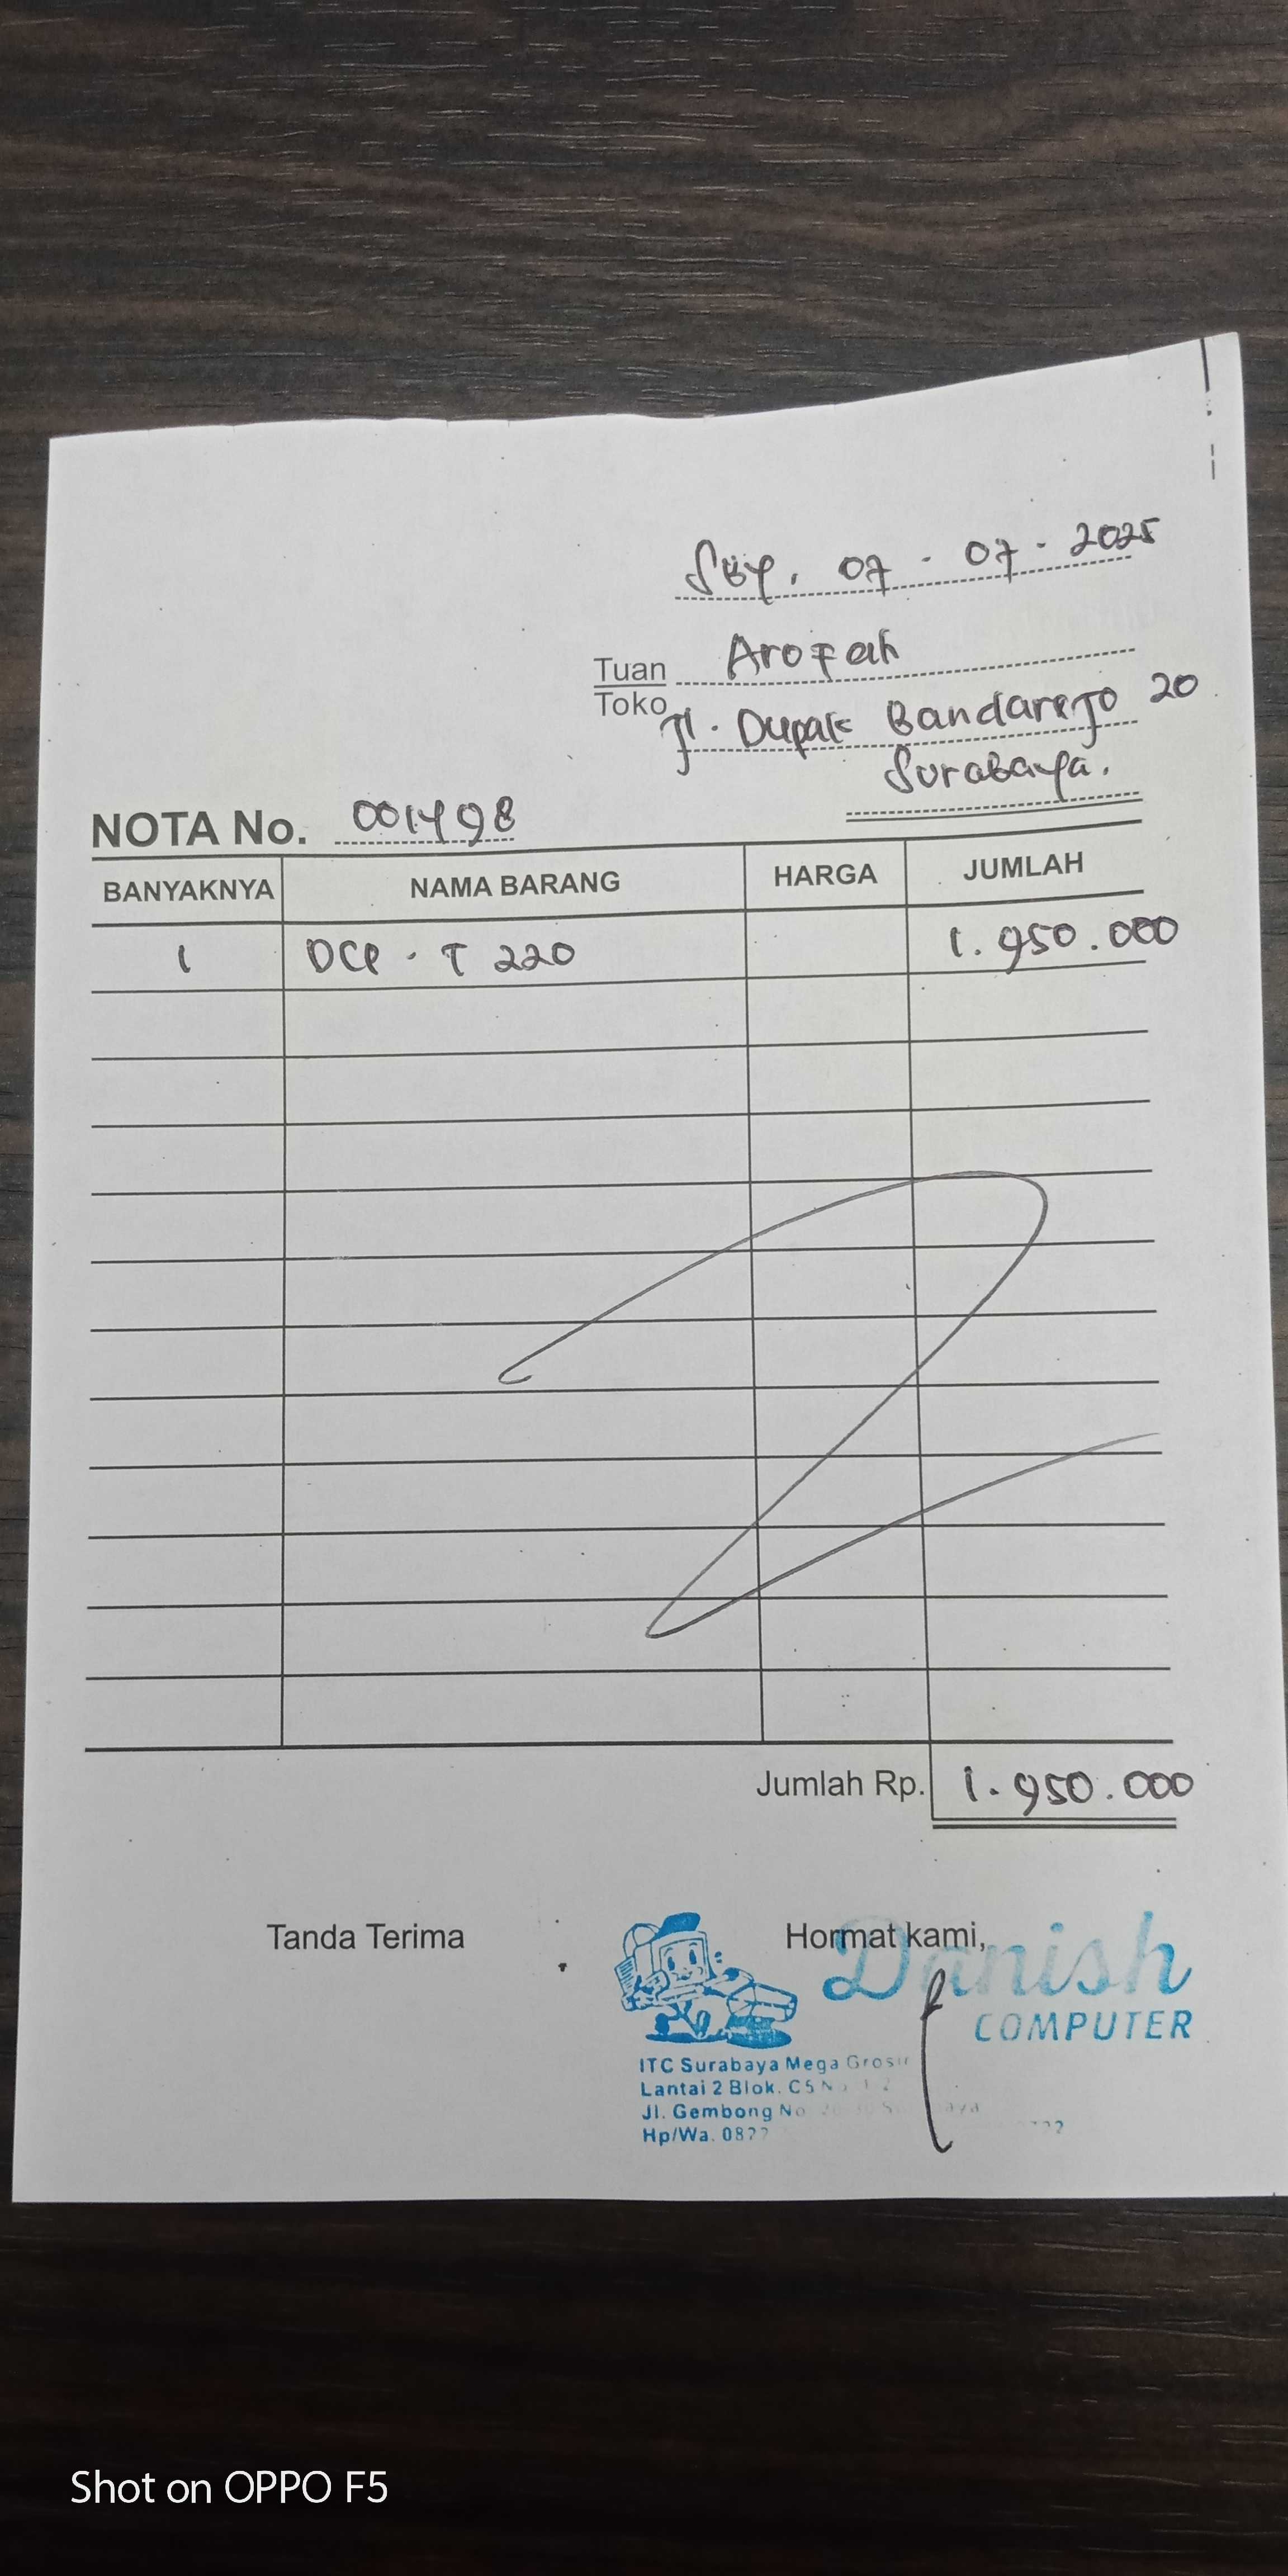 Sby, 07 - 07 - 2025
Tuan Arofah
Toko
Jl. Dupak Bandarejo 20
Surabaya.
NOTA No. 001498
BANYAKNYA NAMA BARANG HARGA JUMLAH
1 DCP - T 220 1.950.000
Jumlah Rp. 1.950.000
Tanda Terima Hormat kami,
Danish
COMPUTER
ITC Surabaya Mega Grosir
Lantai 2 Blok. C5
Jl. Gembong No
Hp/Wa. 08
Shot on OPPO F5